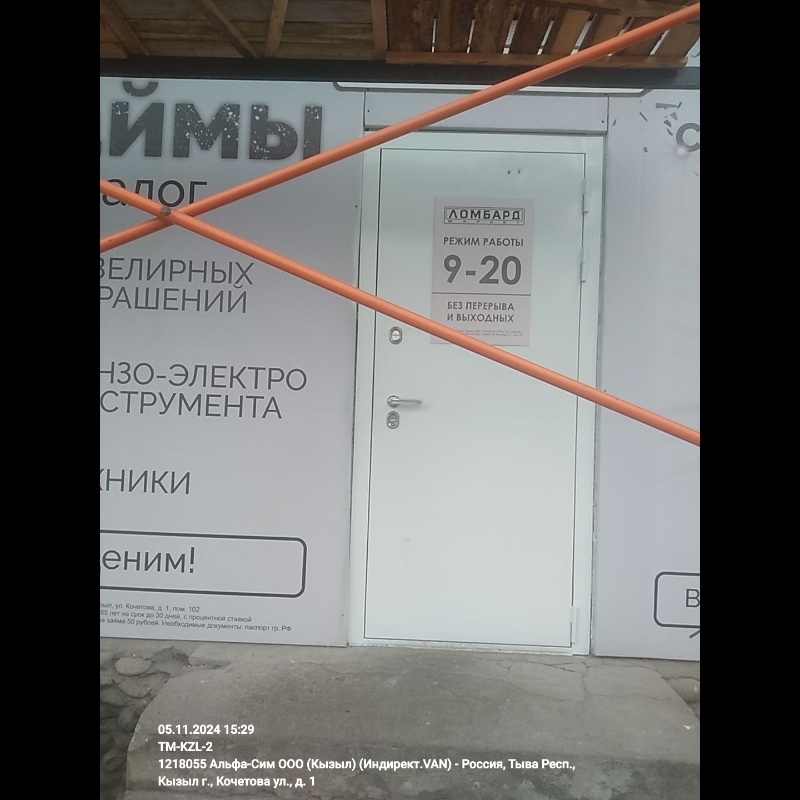 ймы
алог
ВЕЛИРНЫХ
РАШЕНИЙ
НЗО-ЭЛЕКТРО
СТРУМЕНТА
ХНИКИ
еним!
ул. Кочетова, д. 1, пом. 102
85 лет на срок до 30 дней, с процентной ставкой
займа 50 рублей. Необходимые документы: паспорт гр. РФ
ЛОМБАРД
МАРКЕТ
РЕЖИМ РАБОТЫ
9-20
БЕЗ ПЕРЕРЫВА
И ВЫХОДНЫХ
С
В
05.11.2024 15:29
TM-KZL-2
1218055 Альфа-Сим ООО (Кызыл) (Индирект.VAN) - Россия, Тыва Респ.,
Кызыл г., Кочетова ул., д. 1